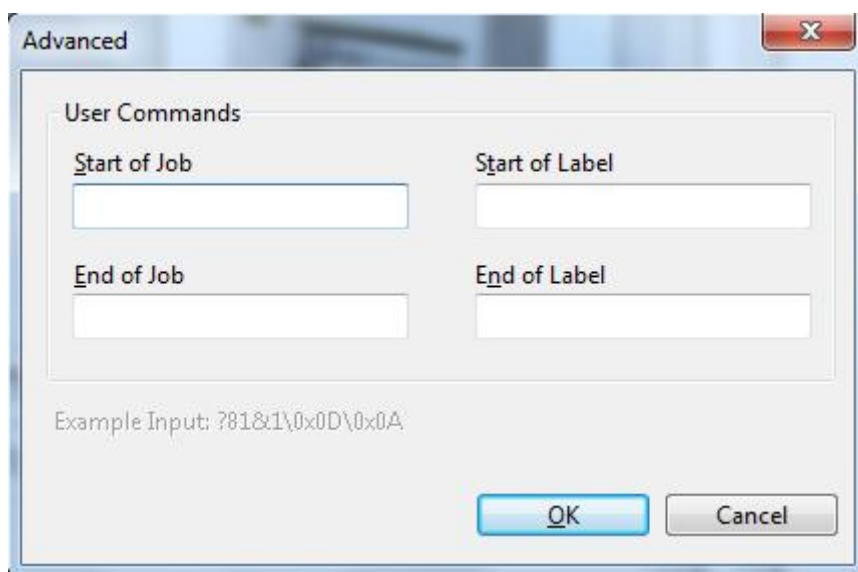 Advanced
User Commands
Start of Job
Start of Label
End of Job
End of Label
Example Input: ?81&1\0x0D\0x0A
OK
Cancel